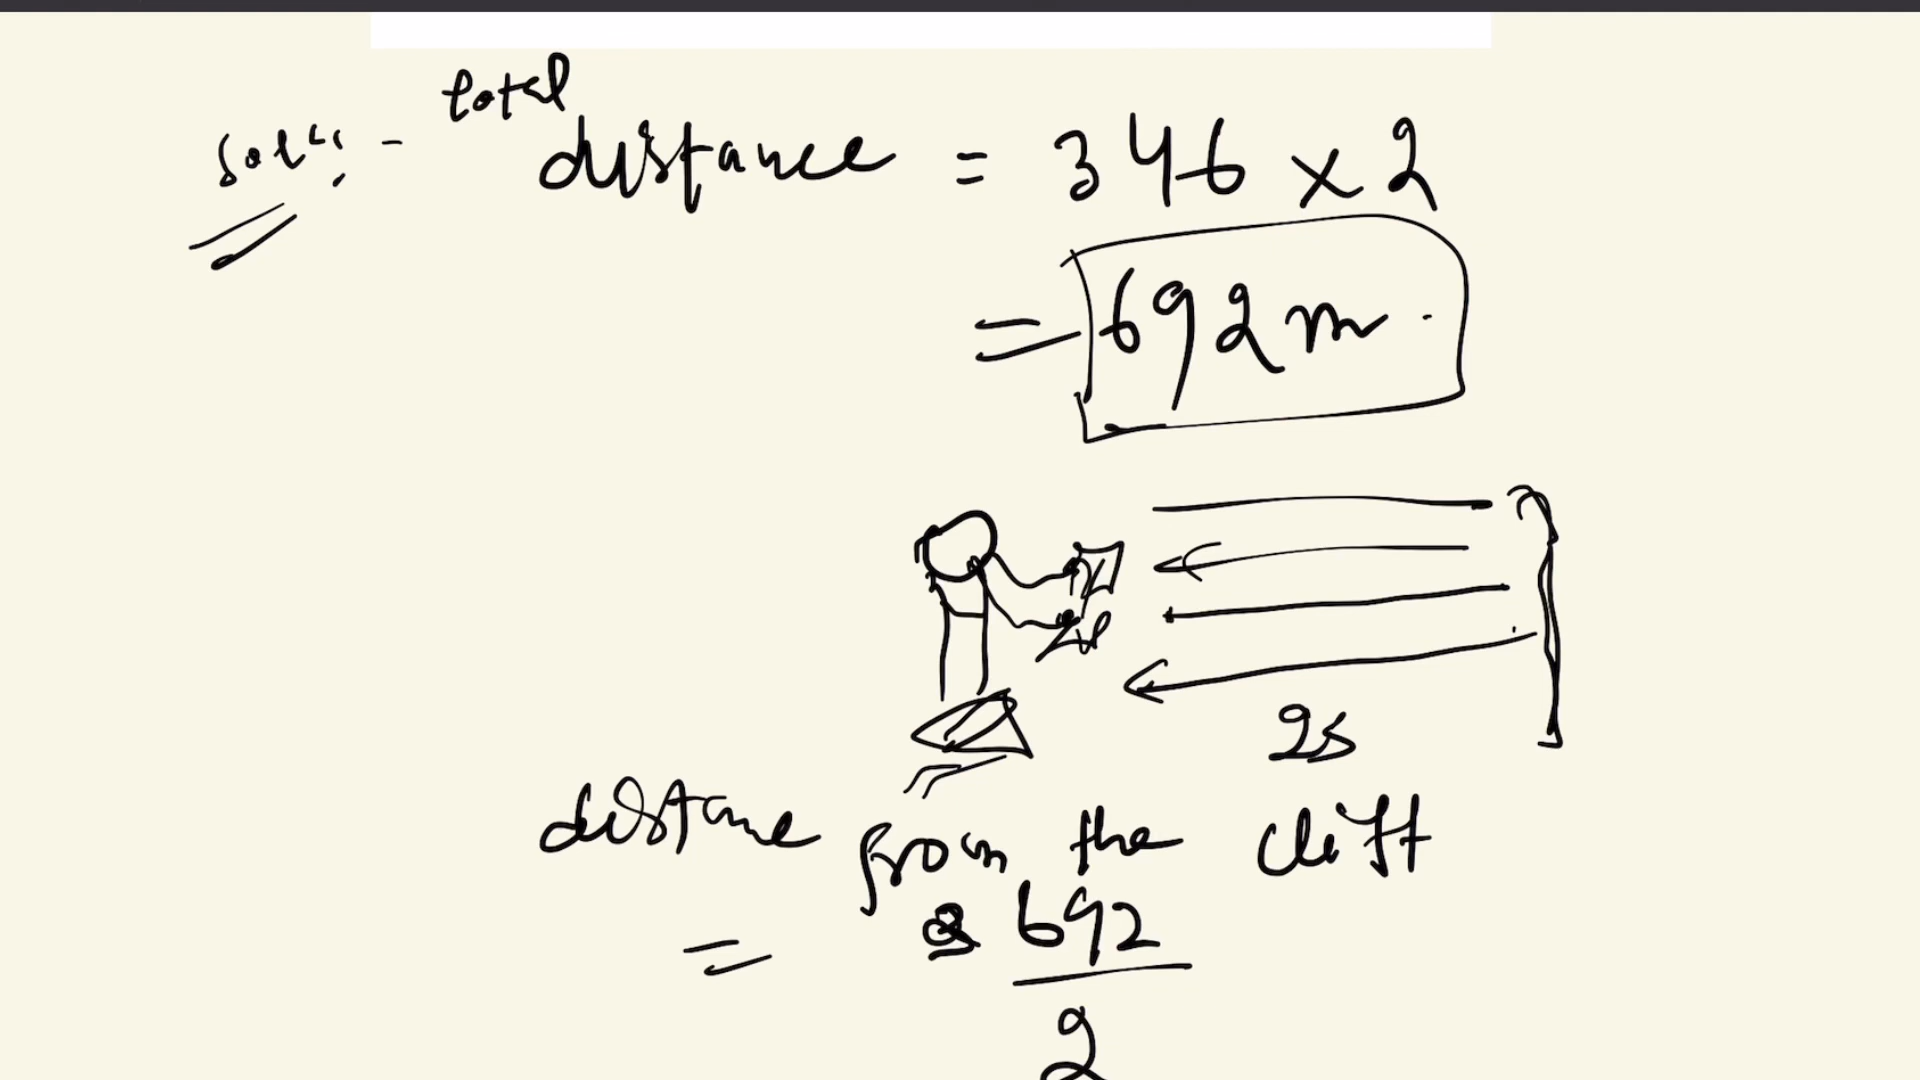 total
Soln; - distance = 346 x 2
= 692 m.
2s
distance from the cliff
= 692
2